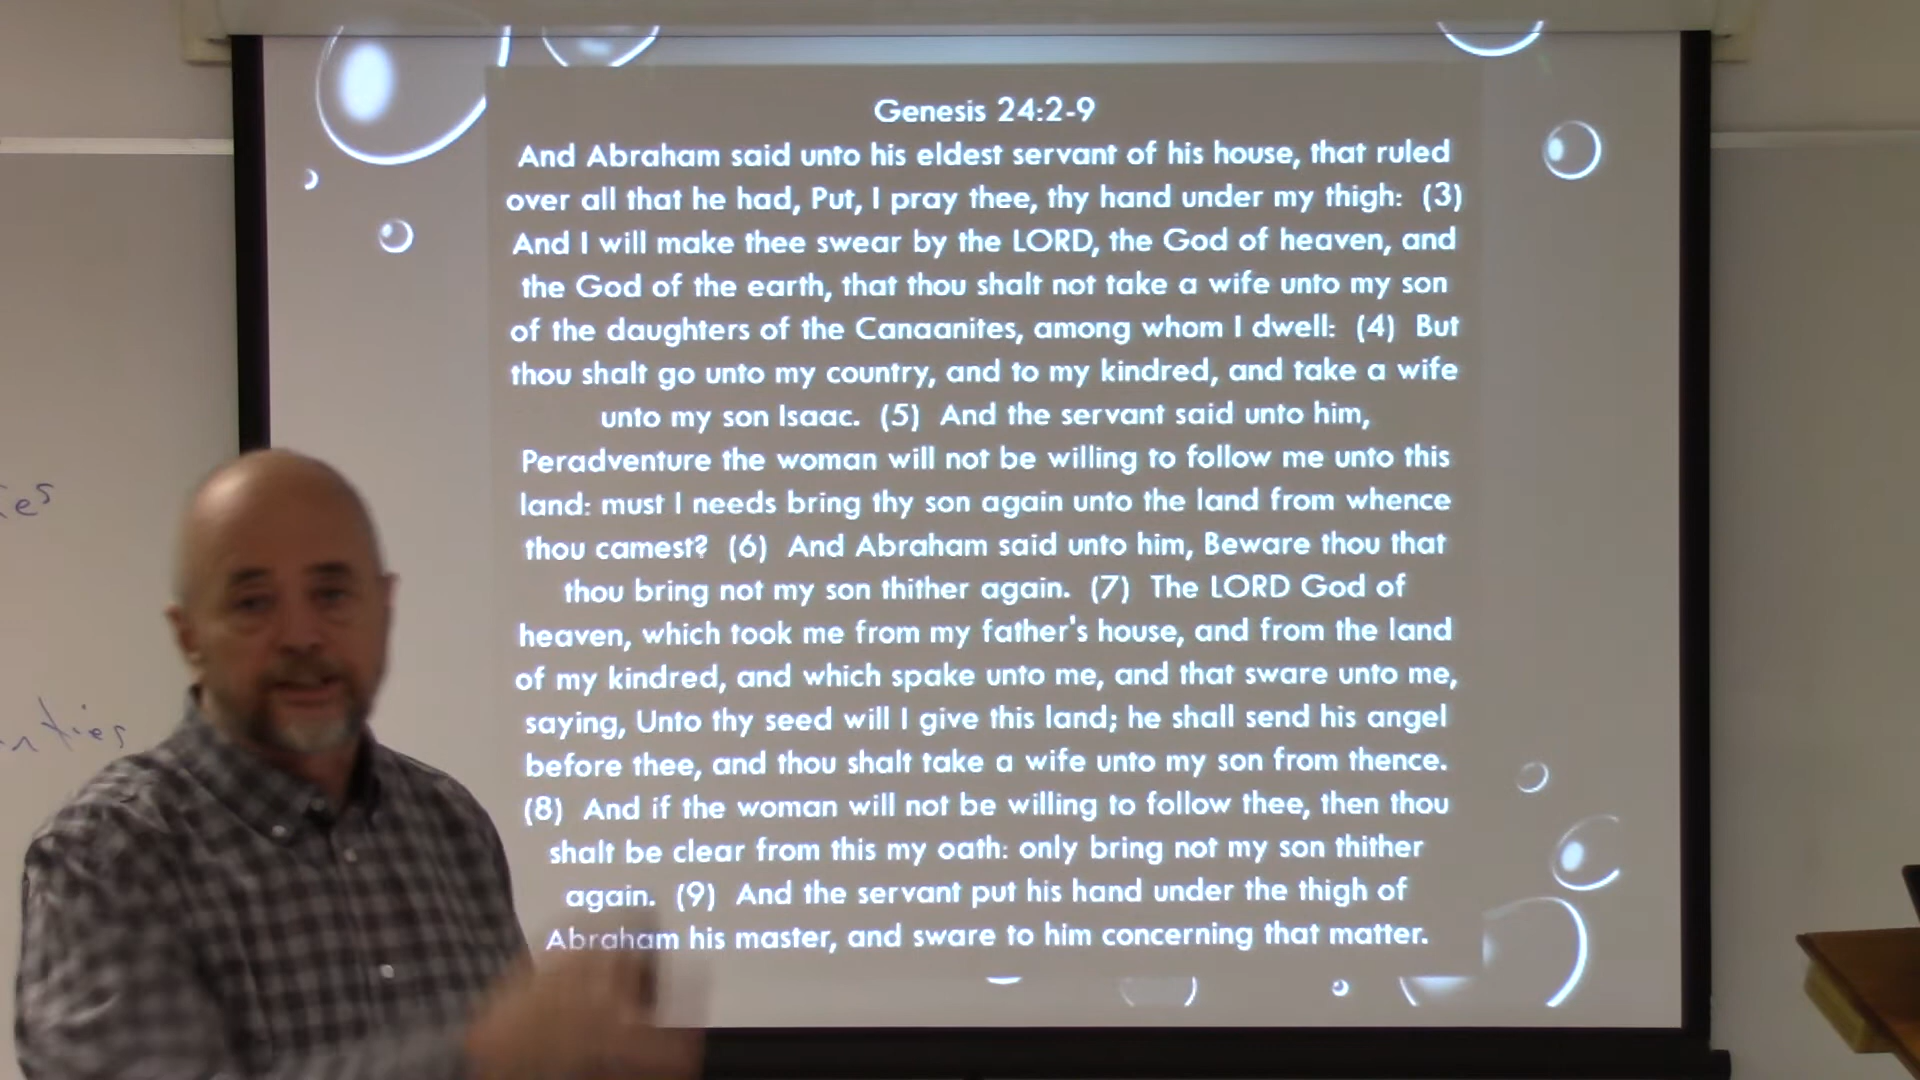 Genesis 24:2-9
And Abraham said unto his eldest servant of his house, that ruled
over all that he had, Put, I pray thee, thy hand under my thigh: (3)
And I will make thee swear by the LORD, the God of heaven, and
the God of the earth, that thou shalt not take a wife unto my son
of the daughters of the Canaanites, among whom I dwell: (4) But
thou shalt go unto my country, and to my kindred, and take a wife
unto my son Isaac. (5) And the servant said unto him,
Peradventure the woman will not be willing to follow me unto this
land: must I needs bring thy son again unto the land from whence
thou camest? (6) And Abraham said unto him, Beware thou that
thou bring not my son thither again. (7) The LORD God of
heaven, which took me from my father's house, and from the land
of my kindred, and which spake unto me, and that sware unto me,
saying, Unto thy seed will I give this land; he shall send his angel
before thee, and thou shalt take a wife unto my son from thence.
(8) And if the woman will not be willing to follow thee, then thou
shalt be clear from this my oath: only bring not my son thither
again. (9) And the servant put his hand under the thigh of
Abraham his master, and sware to him concerning that matter.